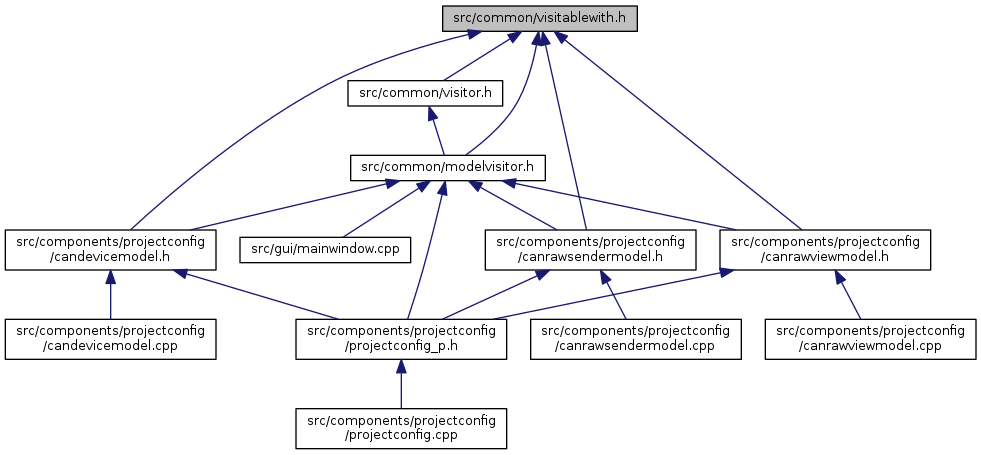 src/common/visitablewith.h
src/common/visitor.h
src/common/modelvisitor.h
src/components/projectconfig
/candevicemodel.h
src/gui/mainwindow.cpp
src/components/projectconfig
/canrawsendermodel.h
src/components/projectconfig
/canrawviewmodel.h
src/components/projectconfig
/candevicemodel.cpp
src/components/projectconfig
/projectconfig_p.h
src/components/projectconfig
/canrawsendermodel.cpp
src/components/projectconfig
/canrawviewmodel.cpp
src/components/projectconfig
/projectconfig.cpp